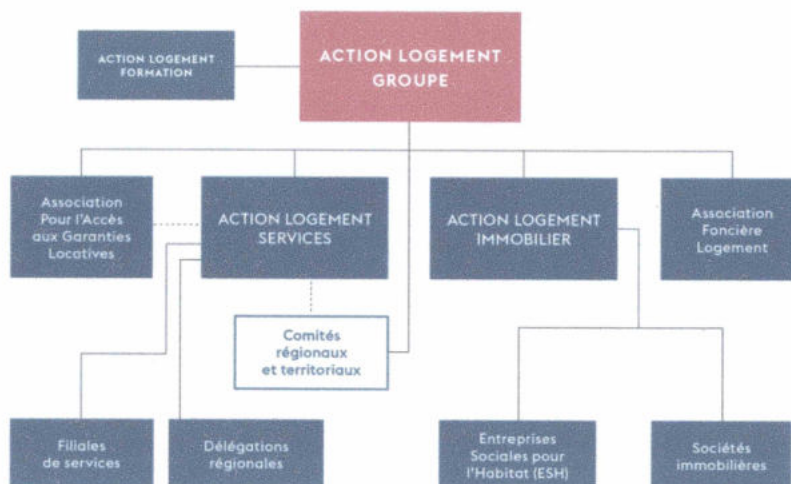 ACTION LOGEMENT
FORMATION
ACTION LOGEMENT
GROUPE
Association
Pour l'Accès
aux Garanties
Locatives
ACTION LOGEMENT
SERVICES
ACTION LOGEMENT
IMMOBILIER
Association
Foncière
Logement
Comités
régionaux
et territoriaux
Filiales
de services
Délégations
régionales
Entreprises
Sociales pour
l'Habitat (ESH)
Sociétés
immobilières